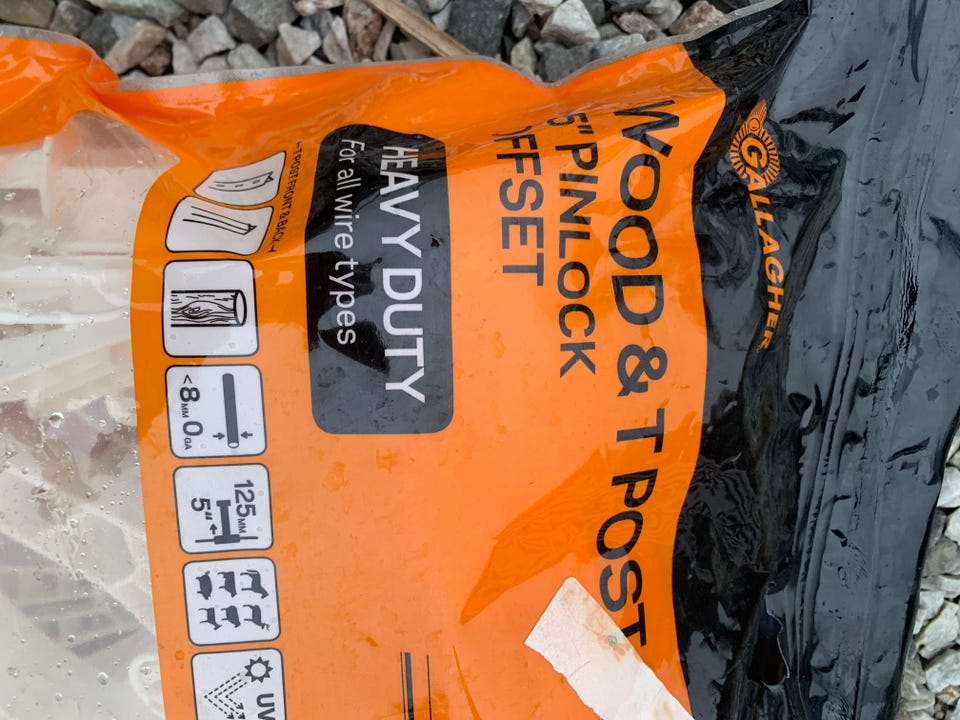 GALLAGHER
WOOD & T POST
5" PINLOCK
OFFSET
HEAVY DUTY
For all wire types
T POST FRONT & BACK
<8MM 0GA
125MM
5"
UV